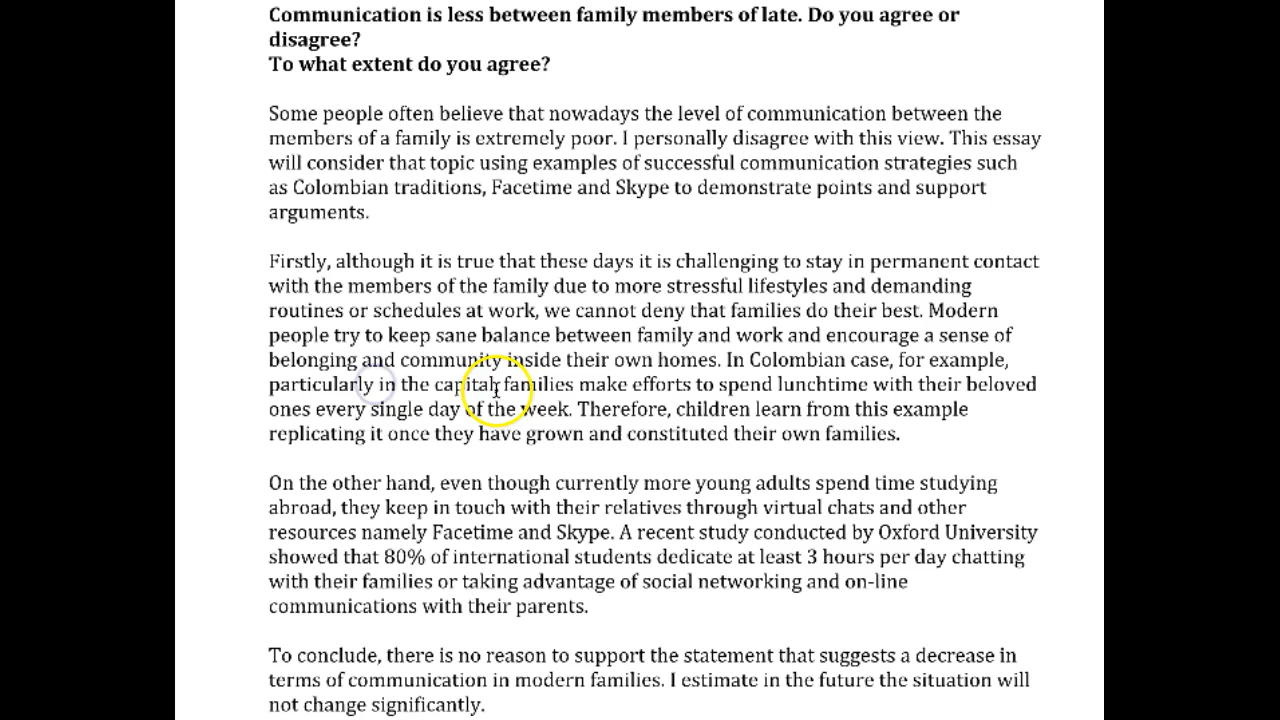 Communication is less between family members of late. Do you agree or
disagree?
To what extent do you agree?
Some people often believe that nowadays the level of communication between the
members of a family is extremely poor. I personally disagree with this view. This essay
will consider that topic using examples of successful communication strategies such
as Colombian traditions, Facetime and Skype to demonstrate points and support
arguments.
Firstly, although it is true that these days it is challenging to stay in permanent contact
with the members of the family due to more stressful lifestyles and demanding
routines or schedules at work, we cannot deny that families do their best. Modern
people try to keep sane balance between family and work and encourage a sense of
belonging and community inside their own homes. In Colombian case, for example,
particularly in the capital, families make efforts to spend lunchtime with their beloved
ones every single day of the week. Therefore, children learn from this example
replicating it once they have grown and constituted their own families.
On the other hand, even though currently more young adults spend time studying
abroad, they keep in touch with their relatives through virtual chats and other
resources namely Facetime and Skype. A recent study conducted by Oxford University
showed that 80% of international students dedicate at least 3 hours per day chatting
with their families or taking advantage of social networking and on-line
communications with their parents.
To conclude, there is no reason to support the statement that suggests a decrease in
terms of communication in modern families. I estimate in the future the situation will
not change significantly.